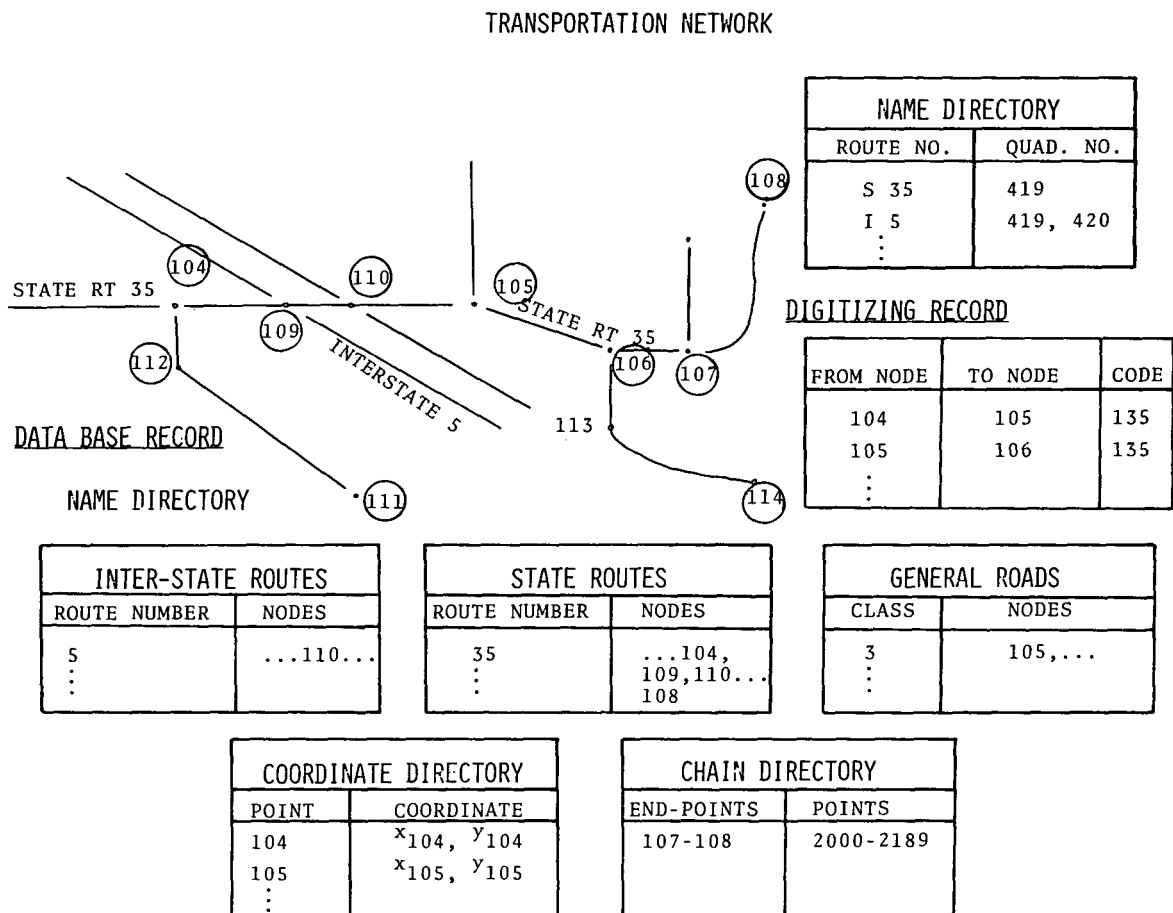 TRANSPORTATION NETWORK
NAME DIRECTORY
ROUTE NO. QUAD. NO.
S 35 419
I 5 419, 420
⋮
108
104
110
105
STATE RT 35
STATE RT 35
109
106
107
112
INTERSTATE 5
113
111
114
DIGITIZING RECORD
FROM NODE TO NODE CODE
104 105 135
105 106 135
⋮
DATA BASE RECORD
NAME DIRECTORY
INTER-STATE ROUTES
ROUTE NUMBER NODES
5 ...110...
⋮
STATE ROUTES
ROUTE NUMBER NODES
35 ...104,
⋮ 109,110...
108
GENERAL ROADS
CLASS NODES
3 105,...
⋮
COORDINATE DIRECTORY
POINT COORDINATE
104 x104, y104
105 x105, y105
⋮
CHAIN DIRECTORY
END-POINTS POINTS
107-108 2000-2189